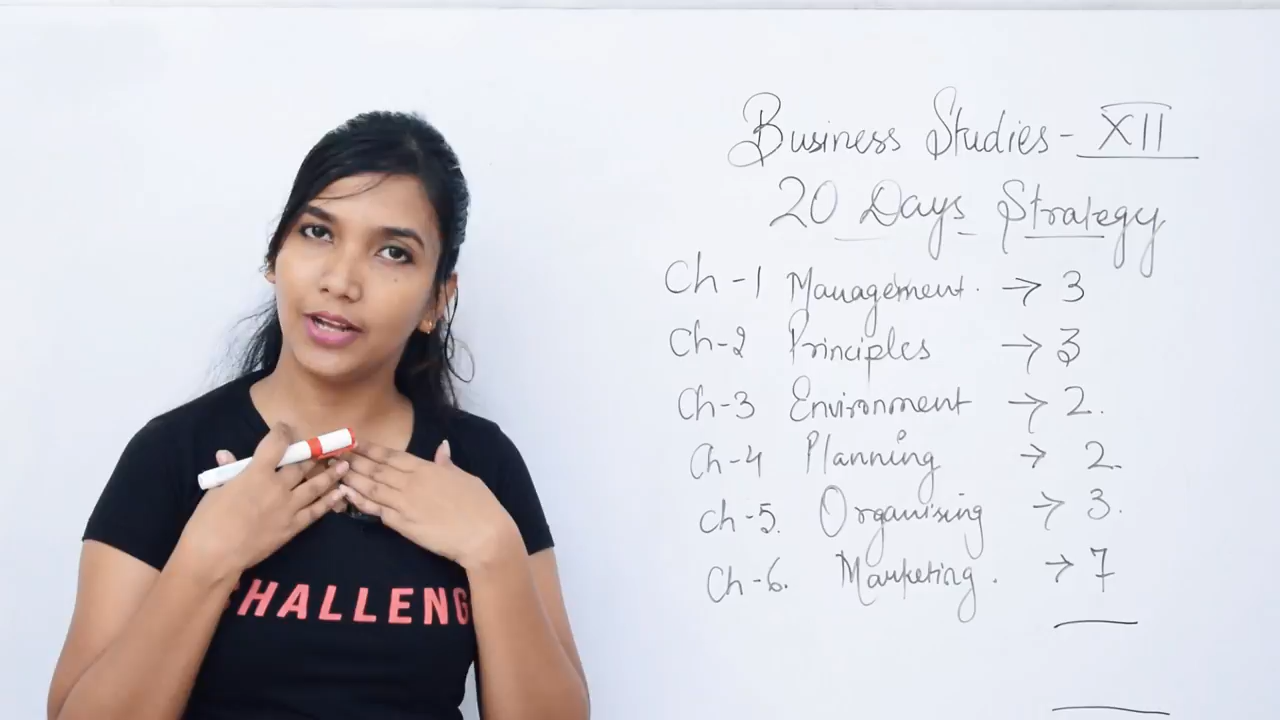 Business Studies - XII
20 Days Strategy
Ch-1 Management. → 3
Ch-2 Principles → 3
Ch-3 Environment → 2.
Ch-4 Planning → 2.
Ch-5. Organising → 3.
Ch-6. Marketing. → 7
HALLENG